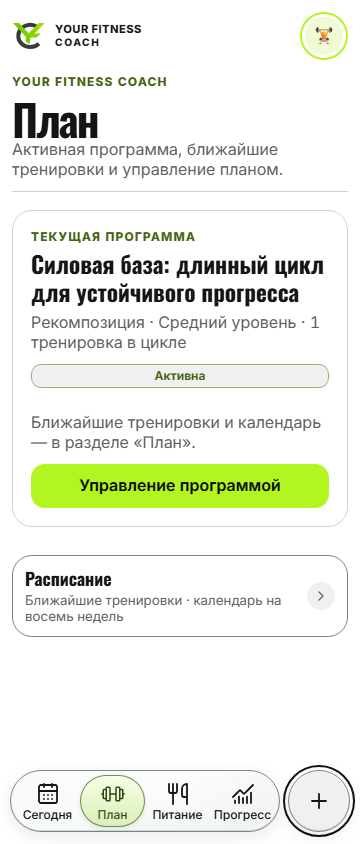 YOUR FITNESS
COACH
YOUR FITNESS COACH
План
Активная программа, ближайшие
тренировки и управление планом.
ТЕКУЩАЯ ПРОГРАММА
Силовая база: длинный цикл
для устойчивого прогресса
Рекомпозиция · Средний уровень · 1
тренировка в цикле
Активна
Ближайшие тренировки и календарь
— в разделе «План».
Управление программой
Расписание
Ближайшие тренировки · календарь на
восемь недель
Сегодня
План
Питание
Прогресс